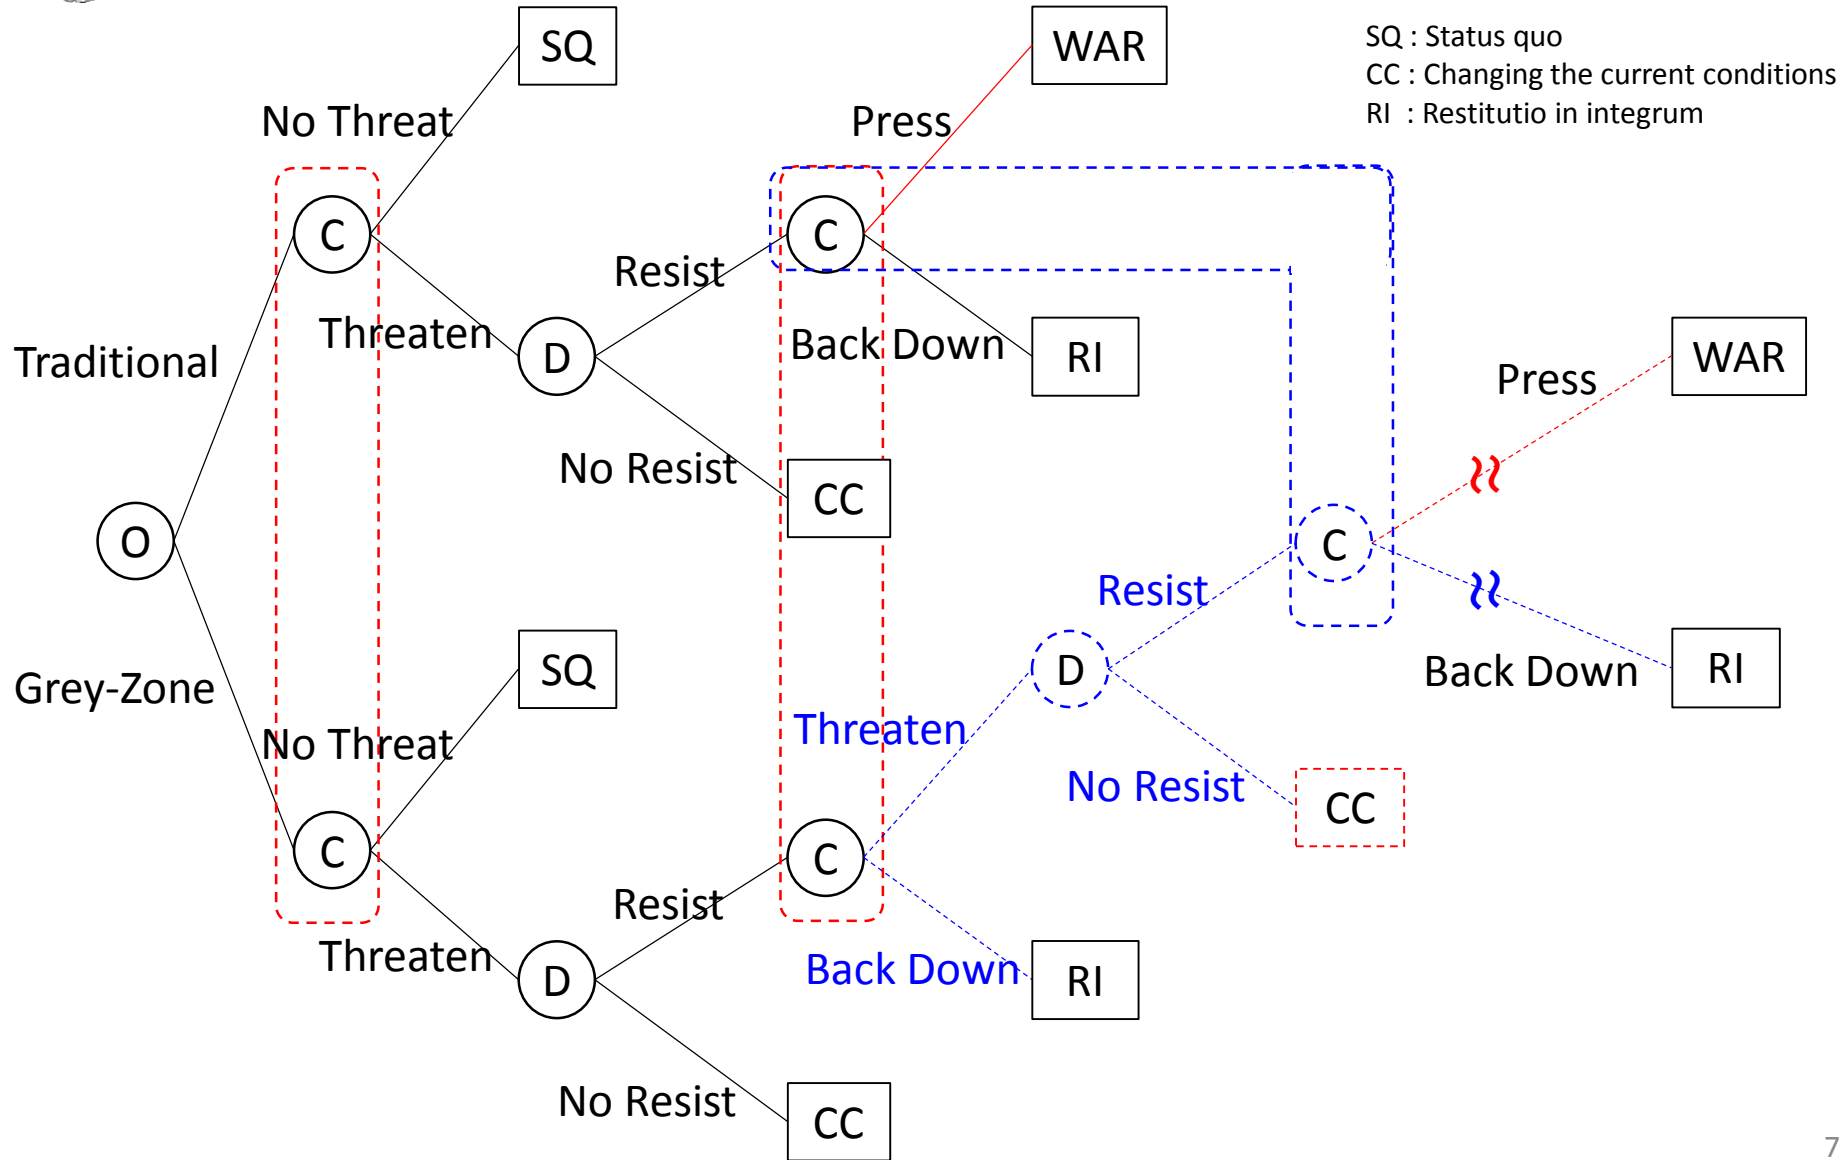 SQ
WAR
SQ : Status quo
CC : Changing the current conditions
RI : Restitutio in integrum
No Threat
Press
C
C
Resist
Threaten
D
Back Down
RI
WAR
Traditional
Press
No Resist
CC
O
C
Resist
SQ
D
RI
Grey-Zone
Back Down
No Threat
Threaten
No Resist
CC
C
C
Resist
Threaten
D
Back Down
RI
No Resist
CC
7